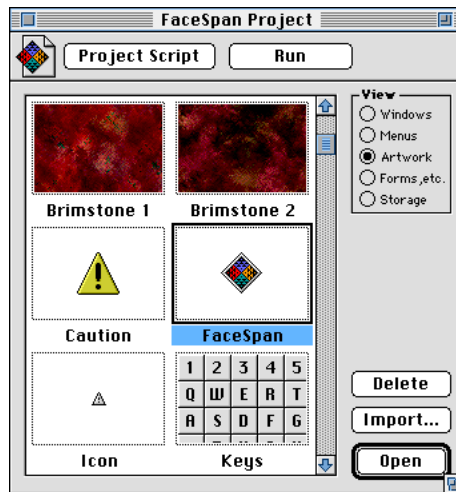 FaceSpan Project
Project Script
Run
View
Windows
Menus
Artwork
Forms,etc.
Storage
Brimstone 1
Brimstone 2
Caution
FaceSpan
1 2 3 4 5
Q W E R T
A S D F G
Icon
Keys
Delete
Import...
Open